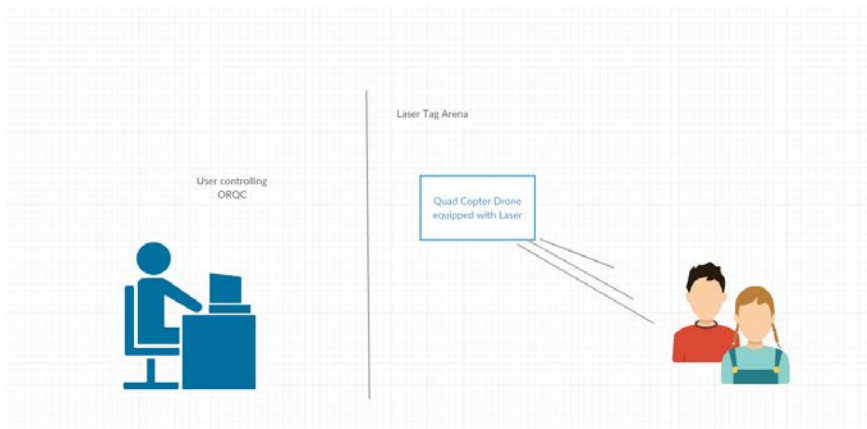 Laser Tag Arena
User controlling
ORQC
Quad Copter Drone
equipped with Laser